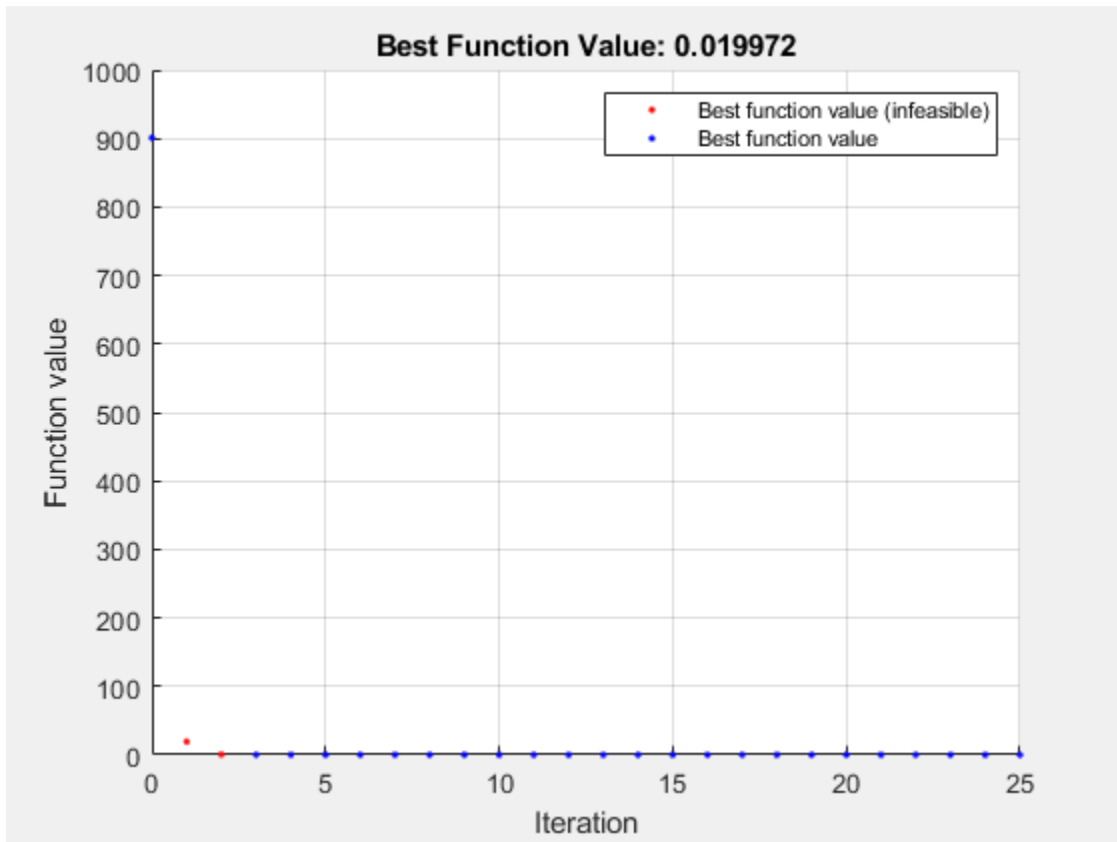 Best Function Value: 0.019972
1000
900
800
700
600
500
400
300
200
100
0
Function value
Best function value (infeasible)
Best function value
0 5 10 15 20 25
Iteration